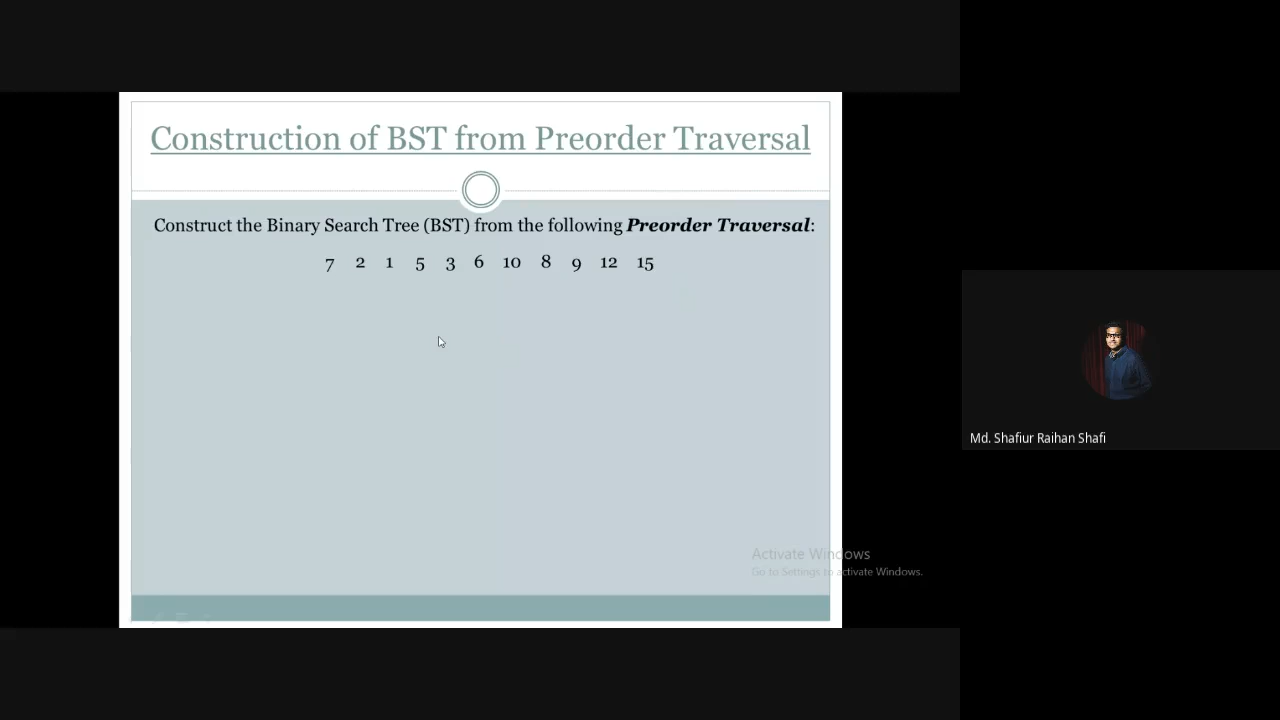 Construction of BST from Preorder Traversal
Construct the Binary Search Tree (BST) from the following Preorder Traversal:
7 2 1 5 3 6 10 8 9 12 15
Md. Shafiur Raihan Shafi
Activate Windows
Go to Settings to activate Windows.